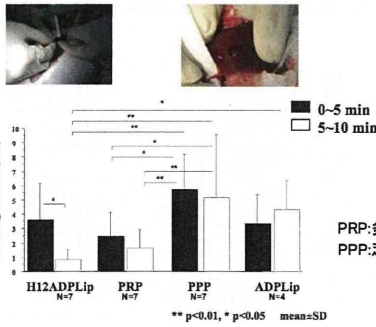 *
**
**
*
*
**
**
*
0~5 min
5~10 min
10
9
8
7
6
5
4
3
2
1
0
H12ADPLip PRP PPP ADPLip
N=7 N=7 N=7 N=4
PRP:
PPP:
** p<0.01, * p<0.05 mean±SD